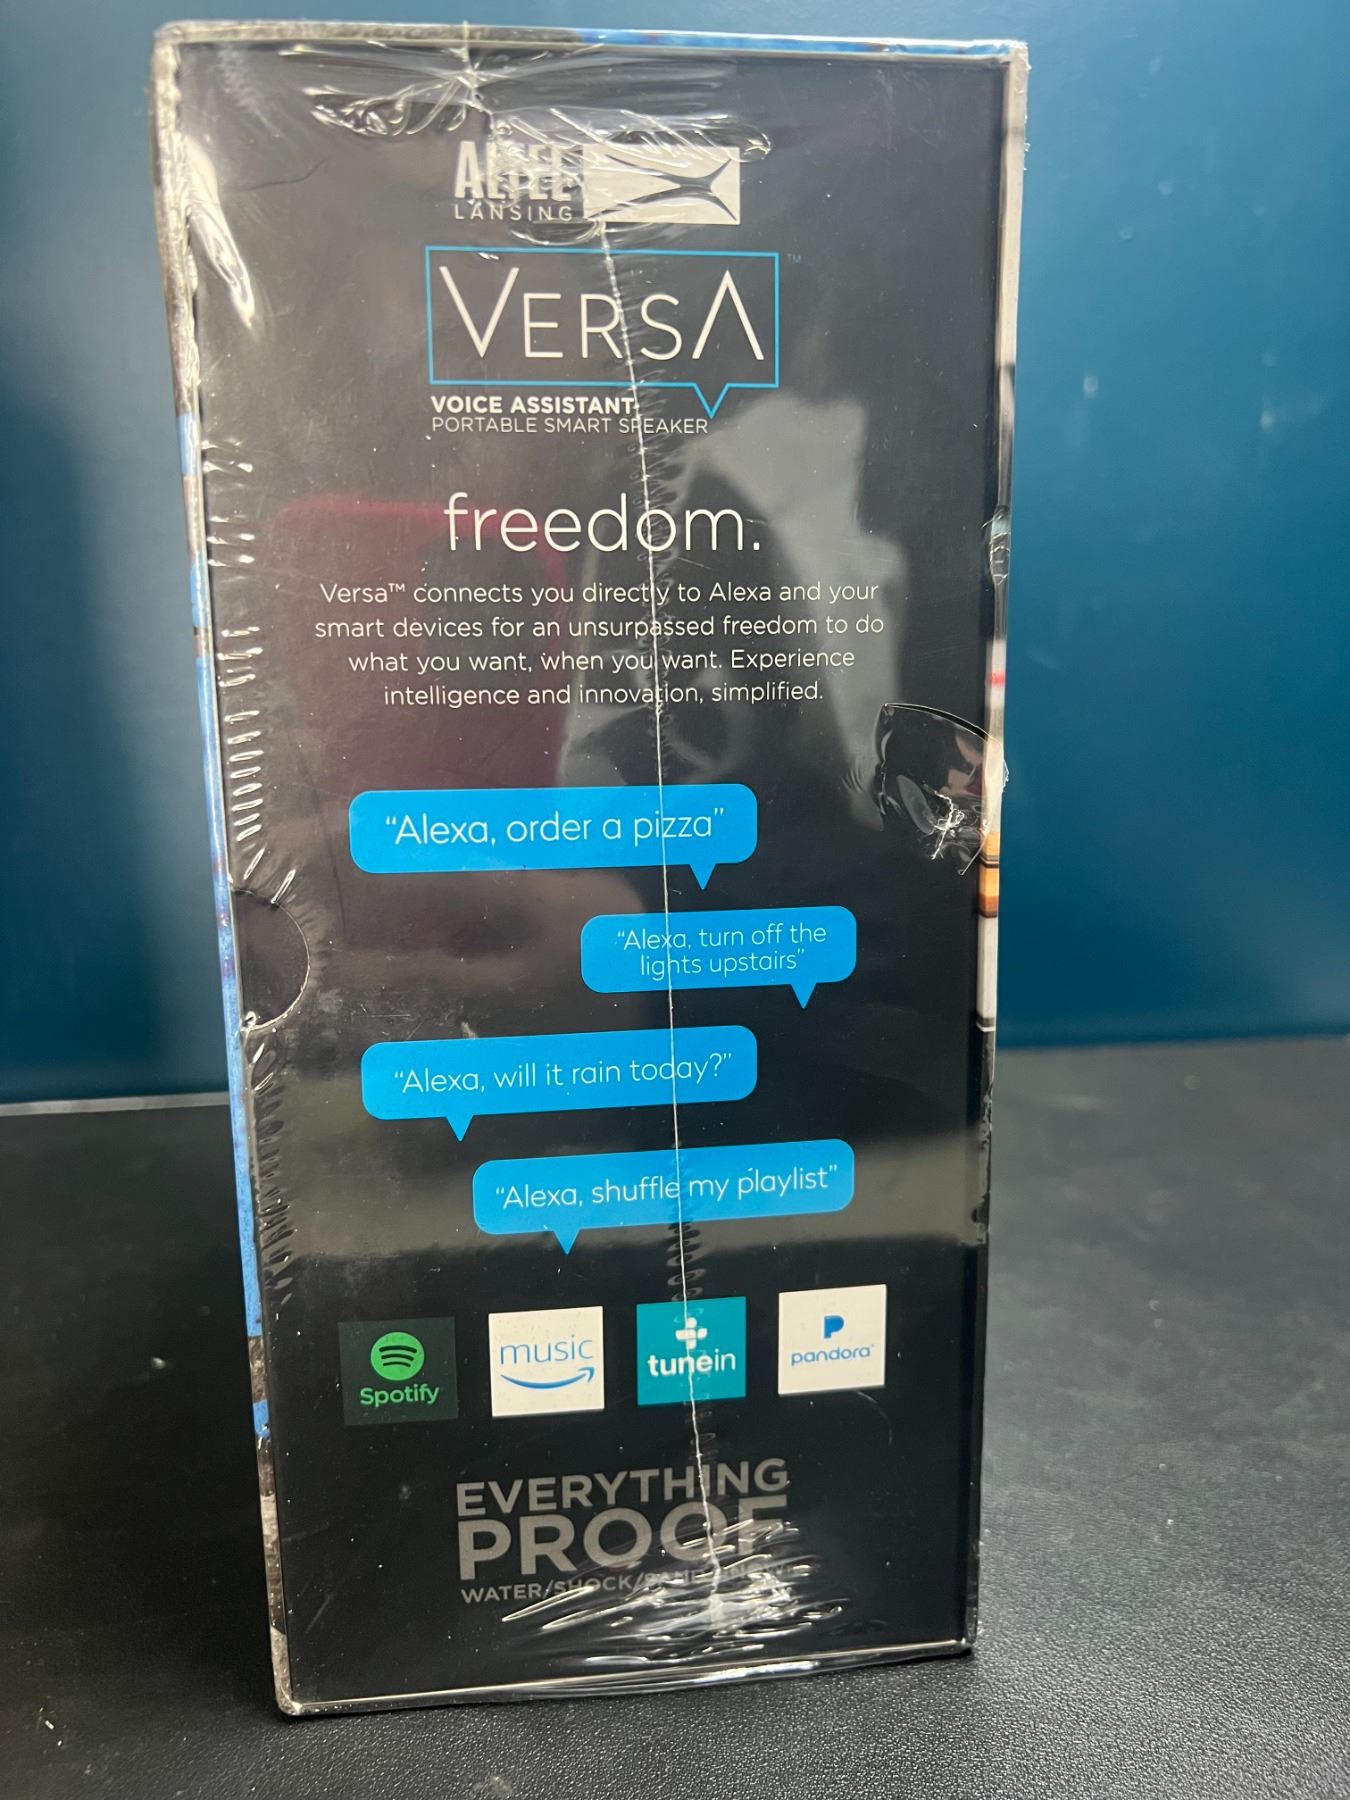 ALTEC
LANSING
VERSA™
VOICE ASSISTANT
PORTABLE SMART SPEAKER
freedom.
Versa™ connects you directly to Alexa and your
smart devices for an unsurpassed freedom to do
what you want, when you want. Experience
intelligence and innovation, simplified.
“Alexa, order a pizza”
“Alexa, turn off the
lights upstairs”
“Alexa, will it rain today?”
“Alexa, shuffle my playlist”
Spotify
music
tunein
pandora
EVERYTHING
PROOF
WATER/SHOCK/